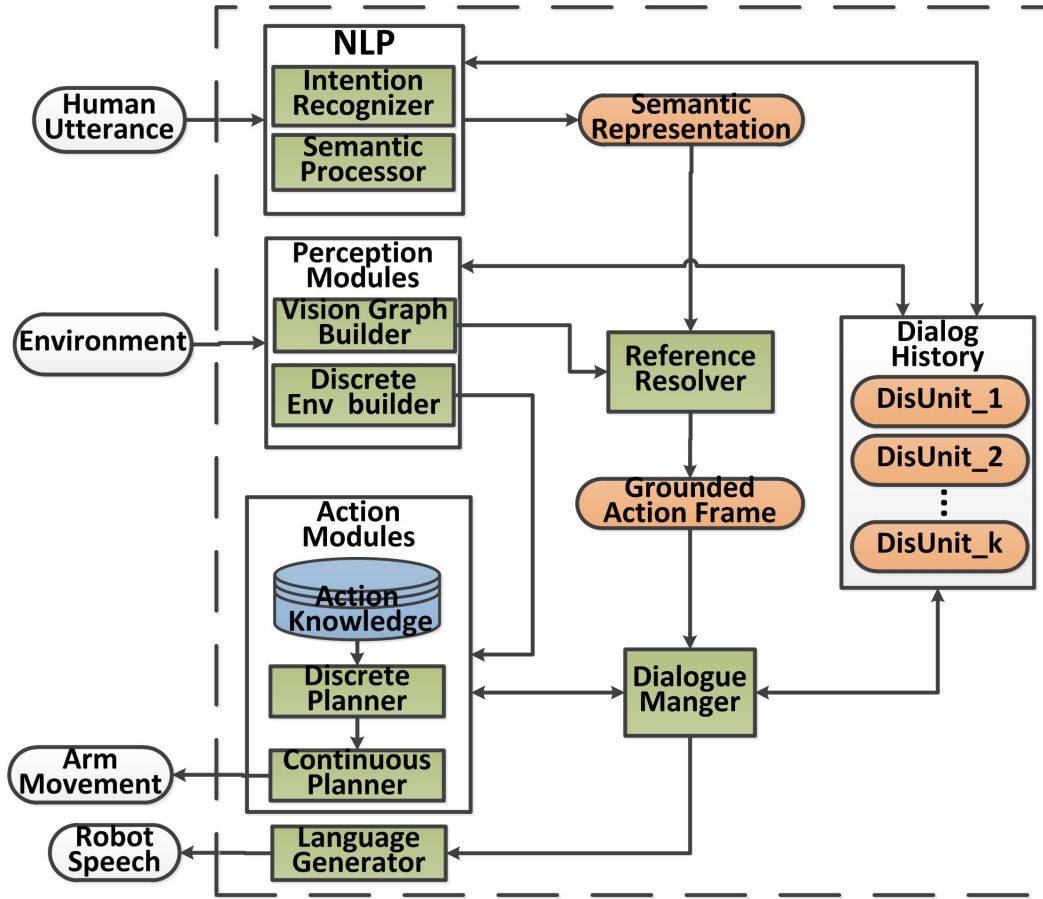 NLP
Intention
Recognizer
Semantic
Processor
Human
Utterance
Semantic
Representation
Perception
Modules
Vision Graph
Builder
Discrete
Env builder
Environment
Reference
Resolver
Dialog
History
DisUnit_1
DisUnit_2
DisUnit_k
Grounded
Action Frame
Action
Modules
Action
Knowledge
Discrete
Planner
Continuous
Planner
Dialogue
Manger
Arm
Movement
Robot
Speech
Language
Generator